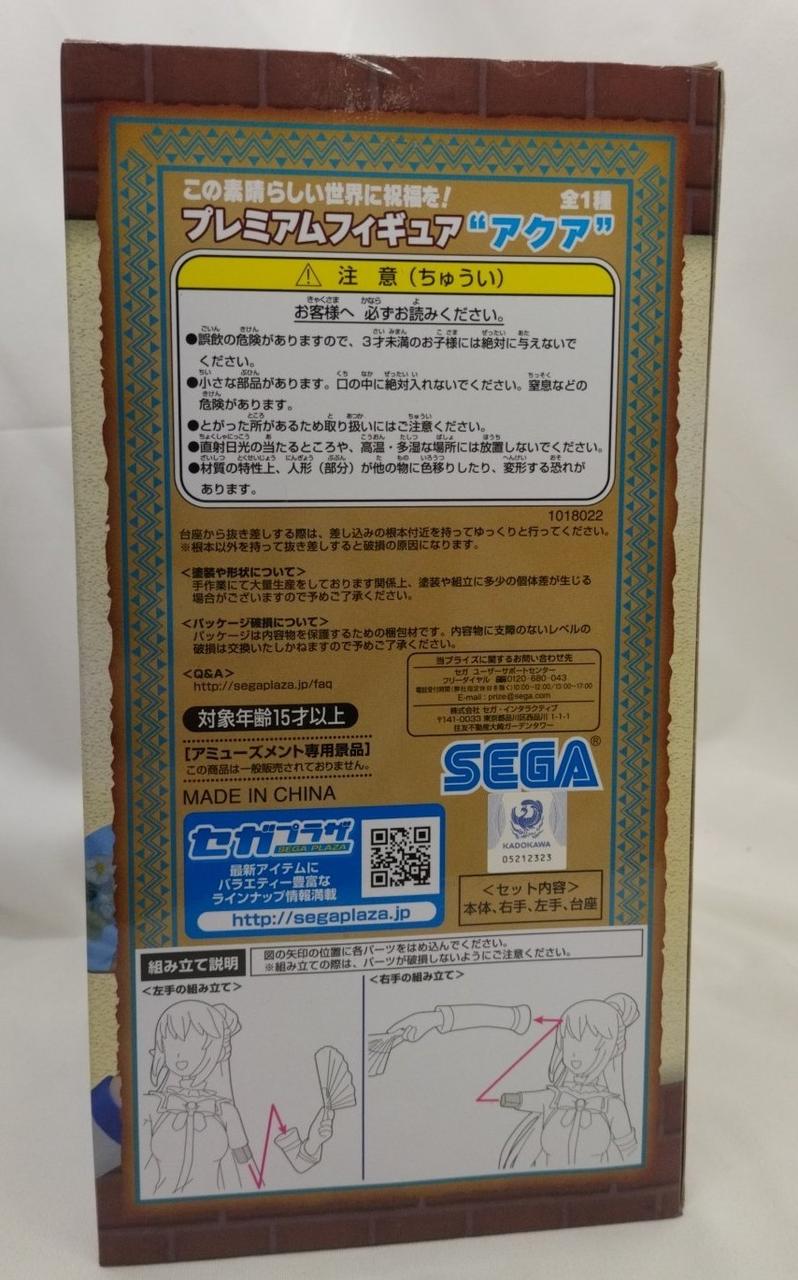 この素晴らしい世界に祝福を!
全1種
プレミアムフィギュア“アクア”
注 意(ちゅうい)
お客様へ 必ずお読みください。
●誤飲の危険がありますので、3才未満のお子様には絶対に与えないで
ください。
●小さな部品があります。口の中に絶対入れないでください。窒息などの
危険があります。
●とがった所があるため取り扱いにはご注意ください。
●直射日光の当たるところや、高温・多湿な場所には放置しないでください。
●材質の特性上、人形(部分)が他の物に色移りしたり、変形する恐れが
あります。
1018022
台座から抜き差しする際は、差し込みの根本付近を持ってゆっくりと行ってください。
※根本以外を持って抜き差しすると破損の原因になります。
<塗装や形状について>
手作業にて大量生産をしております関係上、塗装や組立に多少の個体差が生じる
場合がございますので予めご了承ください。
<パッケージ破損について>
パッケージは内容物を保護するための梱包材です。内容物に支障のないレベルの
破損は交換いたしかねますので予めご了承ください。
<Q&A>
http://segaplaza.jp/faq
当プライズに関するお問い合わせ先
セガ ユーザーサポートセンター
フリーダイヤル 0120-680-043
電話受付時間(弊社指定休日を除く)10:00~12:00/13:00~17:00
E-mail : prize@sega.com
株式会社 セガ・インタラクティブ
〒141-0033 東京都品川区西品川 1-1-1
住友不動産大崎ガーデンタワー
対象年齢15才以上
[アミューズメント専用景品]
この商品は一般販売されておりません。
MADE IN CHINA
SEGA®
セガプラザ
SEGA PLAZA
最新アイテムに
バラエティー豊富な
ラインナップ情報満載
http://segaplaza.jp
KADOKAWA
05212323
<セット内容>
本体、右手、左手、台座
組み立て説明
図の矢印の位置に各パーツをはめ込んでください。
※組み立ての際は、パーツが破損しないようにご注意ください。
<左手の組み立て>
<右手の組み立て>